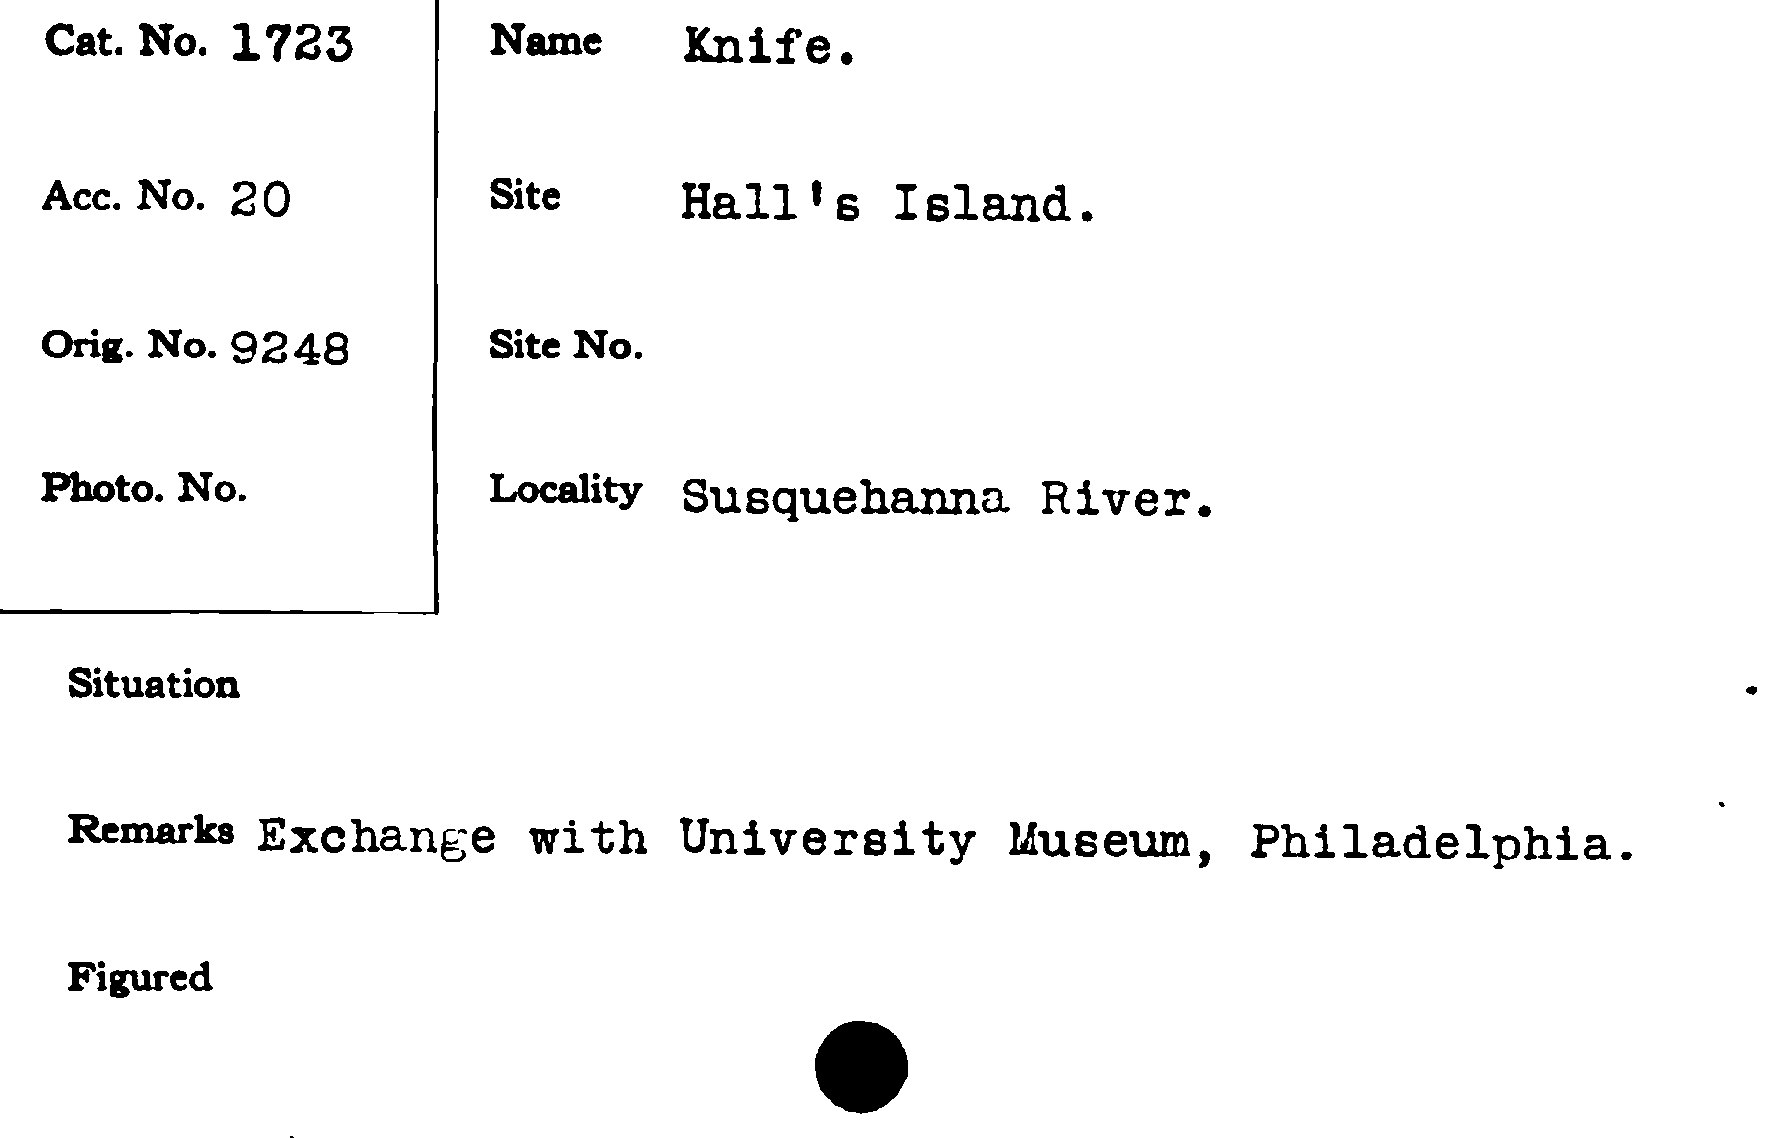 Cat. No. 1723
Name Knife.
Acc. No. 20
Site Hall's Island.
Orig. No. 9248
Site No.
Photo. No.
Locality Susquehanna River.
Situation
Remarks Exchange with University Museum, Philadelphia.
Figured